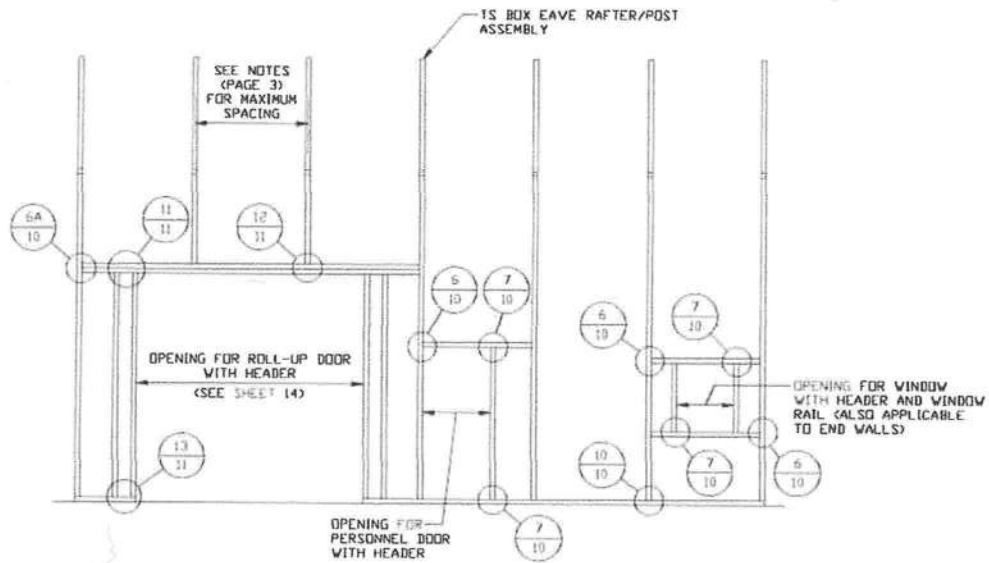 TS BOX EAVE RAFTER/POST
ASSEMBLY
SEE NOTES
(PAGE 3)
FOR MAXIMUM
SPACING
6A
10
11
11
12
11
6
10
7
10
6
10
7
10
OPENING FOR ROLL-UP DOOR
WITH HEADER
(SEE SHEET 14)
OPENING FOR WINDOW
WITH HEADER AND WINDOW
RAIL (ALSO APPLICABLE
TO END WALLS)
13
11
10
10
7
10
6
10
7
10
OPENING FOR
PERSONNEL DOOR
WITH HEADER